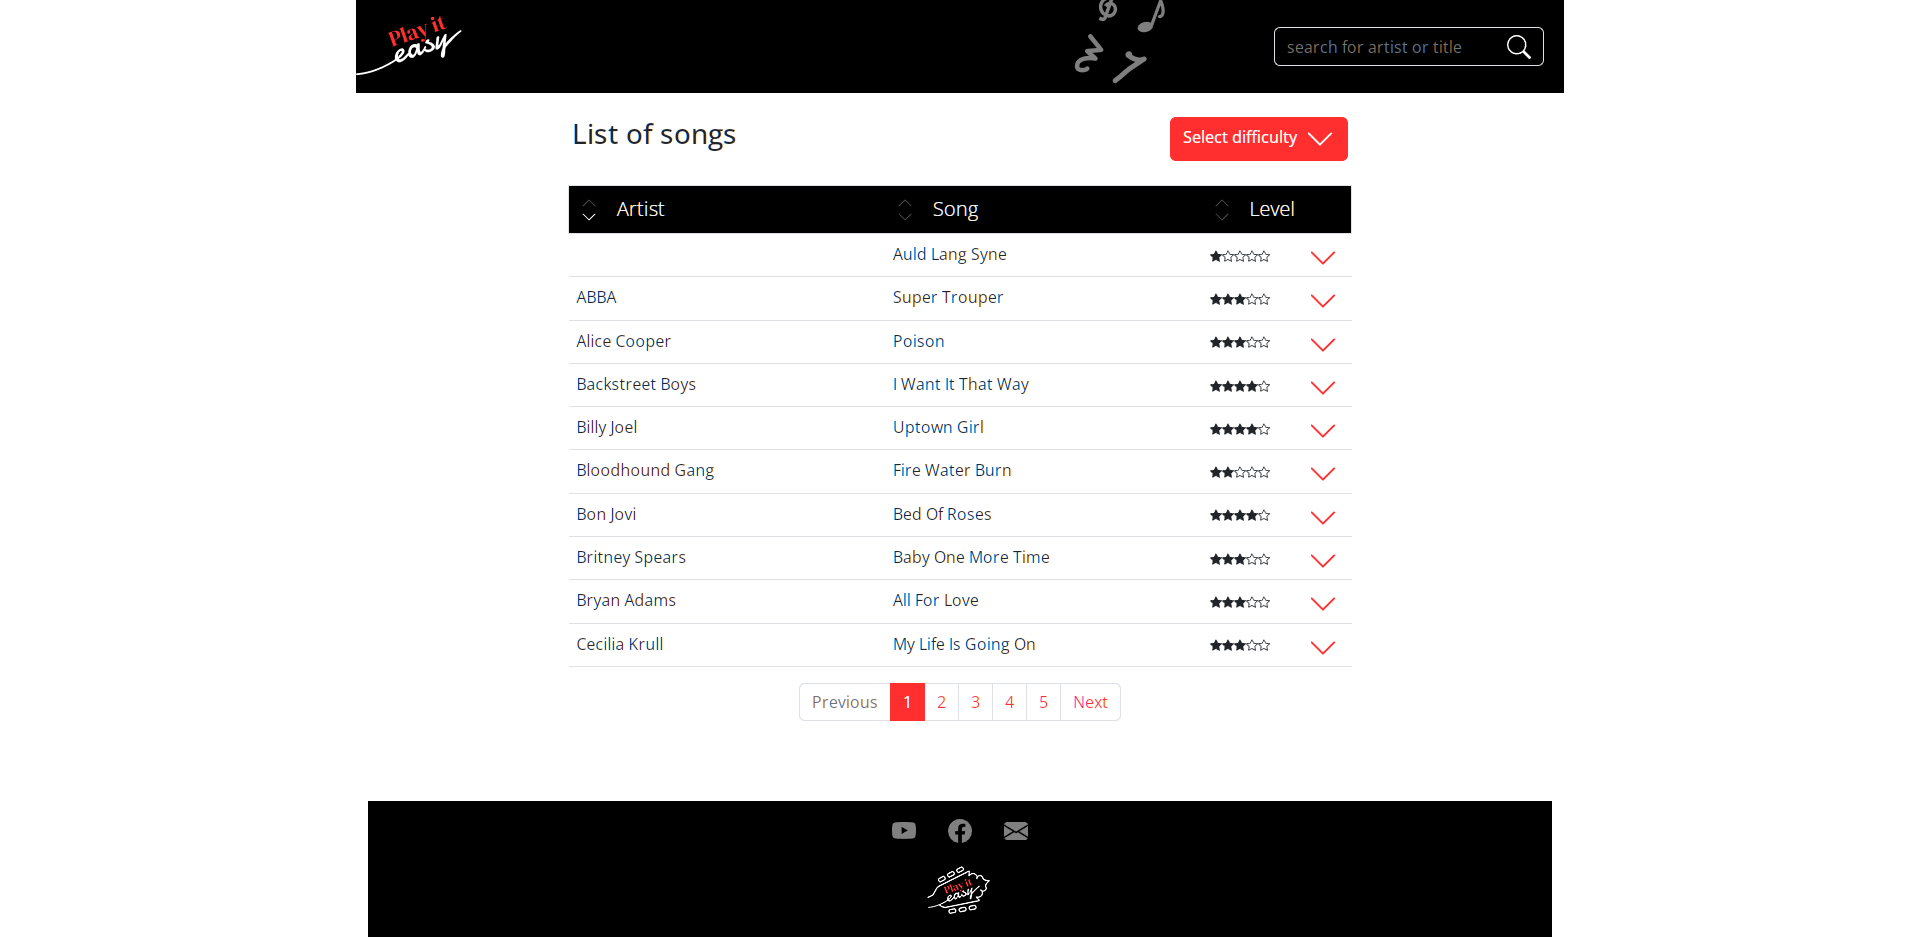 Play it
easy
search for artist or title
List of songs
Select difficulty
Artist Song Level
Auld Lang Syne
ABBA Super Trouper
Alice Cooper Poison
Backstreet Boys I Want It That Way
Billy Joel Uptown Girl
Bloodhound Gang Fire Water Burn
Bon Jovi Bed Of Roses
Britney Spears Baby One More Time
Bryan Adams All For Love
Cecilia Krull My Life Is Going On
Previous 1 2 3 4 5 Next
Play it
easy